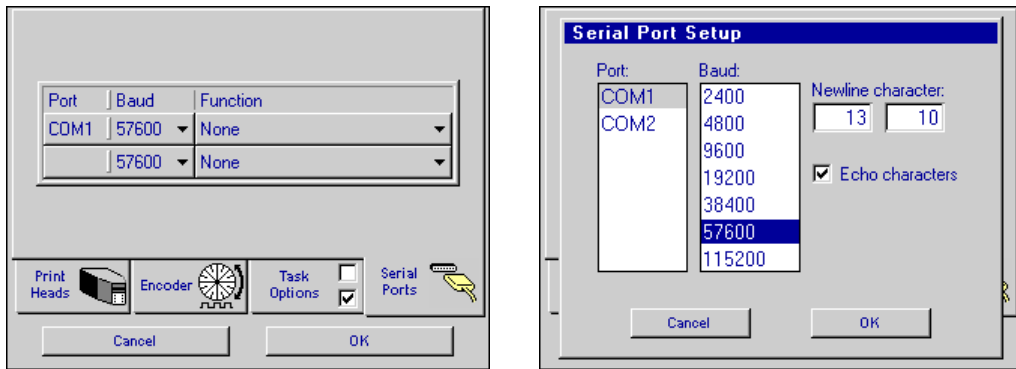 Port Baud Function
COM1 57600 None
57600 None
Print Heads
Encoder
Task Options
Serial Ports
Cancel OK
Serial Port Setup
Port: Baud:
COM1
COM2
2400
4800
9600
19200
38400
57600
115200
Newline character:
13 10
Echo characters
Cancel OK